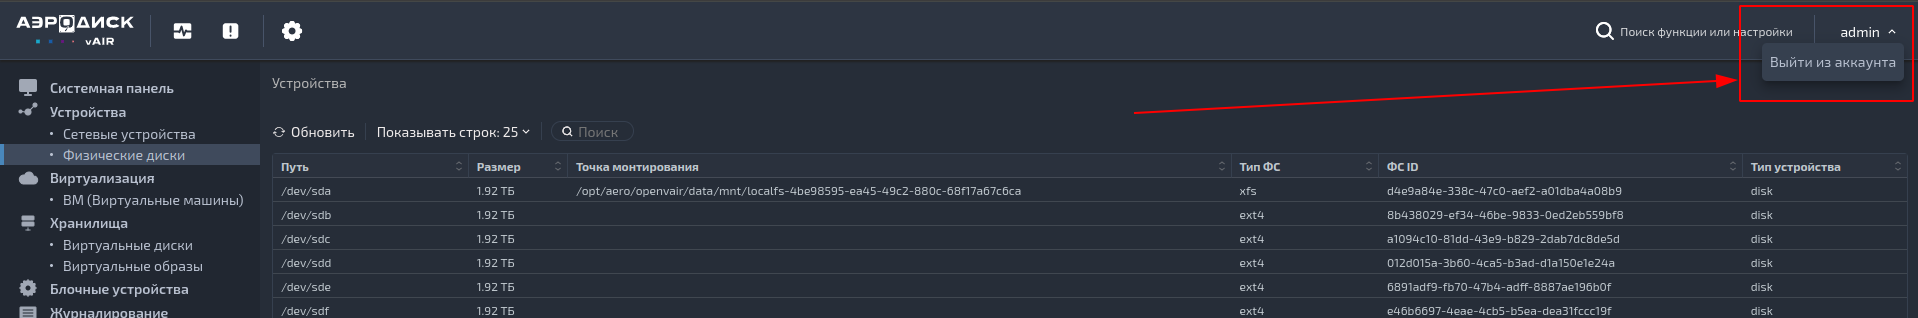 АЭРОДИСК
vAIR
Поиск функции или настройки
admin
Выйти из аккаунта
Системная панель
Устройства
Сетевые устройства
Физические диски
Виртуализация
ВМ (Виртуальные машины)
Хранилища
Виртуальные диски
Виртуальные образы
Блочные устройства
Журналирование
Устройства
Обновить Показывать строк: 25 Поиск
Путь Размер Точка монтирования Тип ФС ФС ID Тип устройства
/dev/sda 1.92 ТБ /opt/aero/openvair/data/mnt/localfs-4be98595-ea45-49c2-880c-68f17a67c6ca xfs d4e9a84e-338c-47c0-aef2-a01dba4a08b9 disk
/dev/sdb 1.92 ТБ ext4 8b438029-ef34-46be-9833-0ed2eb559bf8 disk
/dev/sdc 1.92 ТБ ext4 a1094c10-81dd-43e9-b829-2dab7dc8de5d disk
/dev/sdd 1.92 ТБ ext4 012d015a-3b60-4ca5-b3ad-d1a150e1e24a disk
/dev/sde 1.92 ТБ ext4 6891adf9-fb70-47b4-adff-8887ae196b0f disk
/dev/sdf 1.92 ТБ ext4 e46b6697-4eae-4cb5-b5ea-dea31fccc19f disk